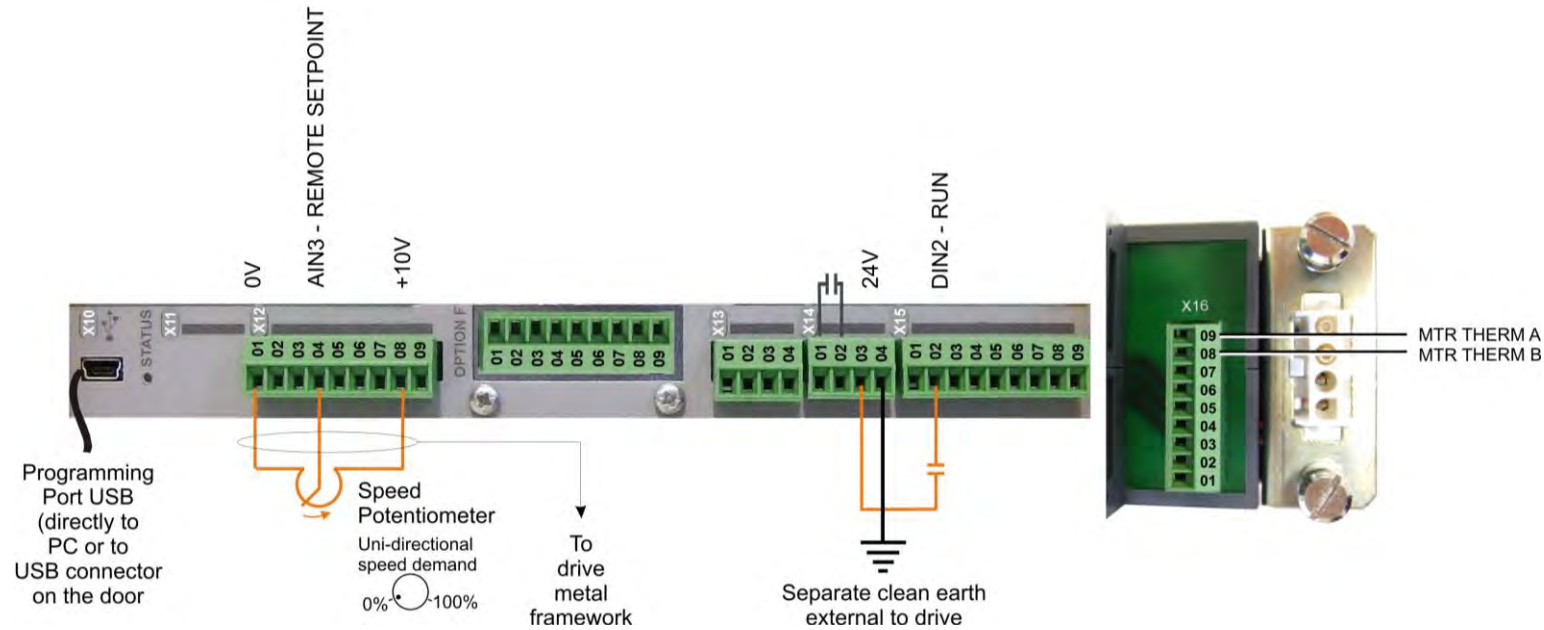 AIN3 - REMOTE SETPOINT
0V
+10V
24V
DIN2 - RUN
X10
STATUS
X11
X12
01 02 03 04 05 06 07 08 09
OPTION F
01 02 03 04 05 06 07 08 09
X13
01 02 03 04
X14
01 02 03 04
X15
01 02 03 04 05 06 07 08 09
X16
09
08
07
06
05
04
03
02
01
MTR THERM A
MTR THERM B
Programming
Port USB
(directly to
PC or to
USB connector
on the door
Speed
Potentiometer
Uni-directional
speed demand
0% 100%
To
drive
metal
framework
Separate clean earth
external to drive